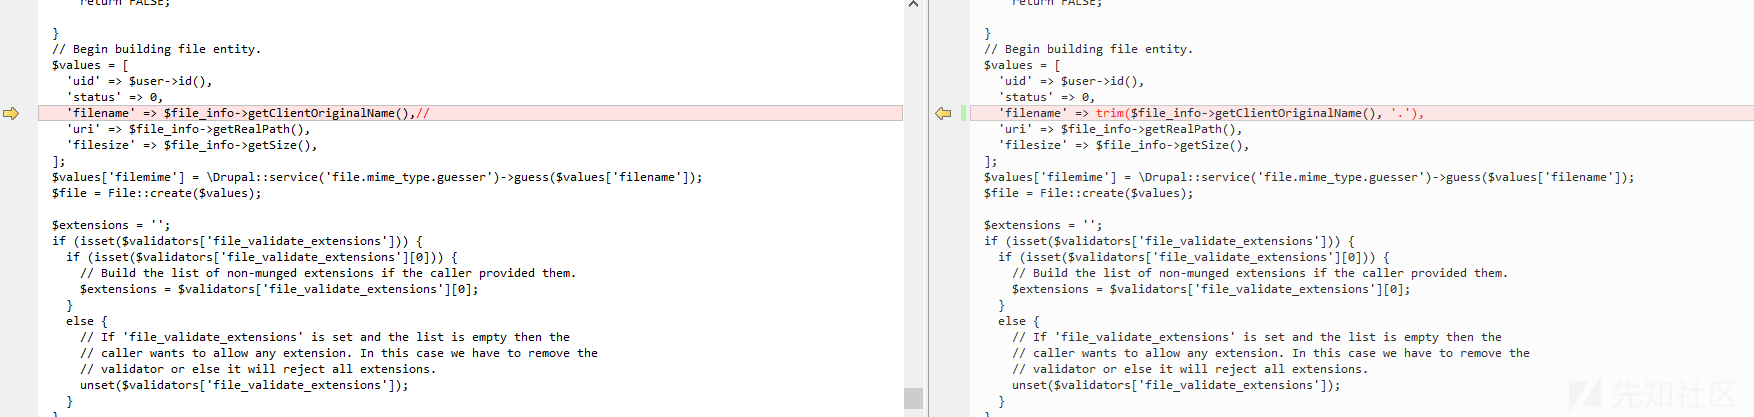 return FALSE;
}
// Begin building file entity.
$values = [
'uid' => $user->id(),
'status' => 0,
'filename' => $file_info->getClientOriginalName(),//
'uri' => $file_info->getRealPath(),
'filesize' => $file_info->getSize(),
];
$values['filemime'] = \Drupal::service('file.mime_type.guesser')->guess($values['filename']);
$file = File::create($values);
$extensions = '';
if (isset($validators['file_validate_extensions'])) {
if (isset($validators['file_validate_extensions'][0])) {
// Build the list of non-munged extensions if the caller provided them.
$extensions = $validators['file_validate_extensions'][0];
}
else {
// If 'file_validate_extensions' is set and the list is empty then the
// caller wants to allow any extension. In this case we have to remove the
// validator or else it will reject all extensions.
unset($validators['file_validate_extensions']);
}
}
return FALSE;
}
// Begin building file entity.
$values = [
'uid' => $user->id(),
'status' => 0,
'filename' => trim($file_info->getClientOriginalName(), '.'),
'uri' => $file_info->getRealPath(),
'filesize' => $file_info->getSize(),
];
$values['filemime'] = \Drupal::service('file.mime_type.guesser')->guess($values['filename']);
$file = File::create($values);
$extensions = '';
if (isset($validators['file_validate_extensions'])) {
if (isset($validators['file_validate_extensions'][0])) {
// Build the list of non-munged extensions if the caller provided them.
$extensions = $validators['file_validate_extensions'][0];
}
else {
// If 'file_validate_extensions' is set and the list is empty then the
// caller wants to allow any extension. In this case we have to remove the
// validator or else it will reject all extensions.
unset($validators['file_validate_extensions']);
}
}
先知社区